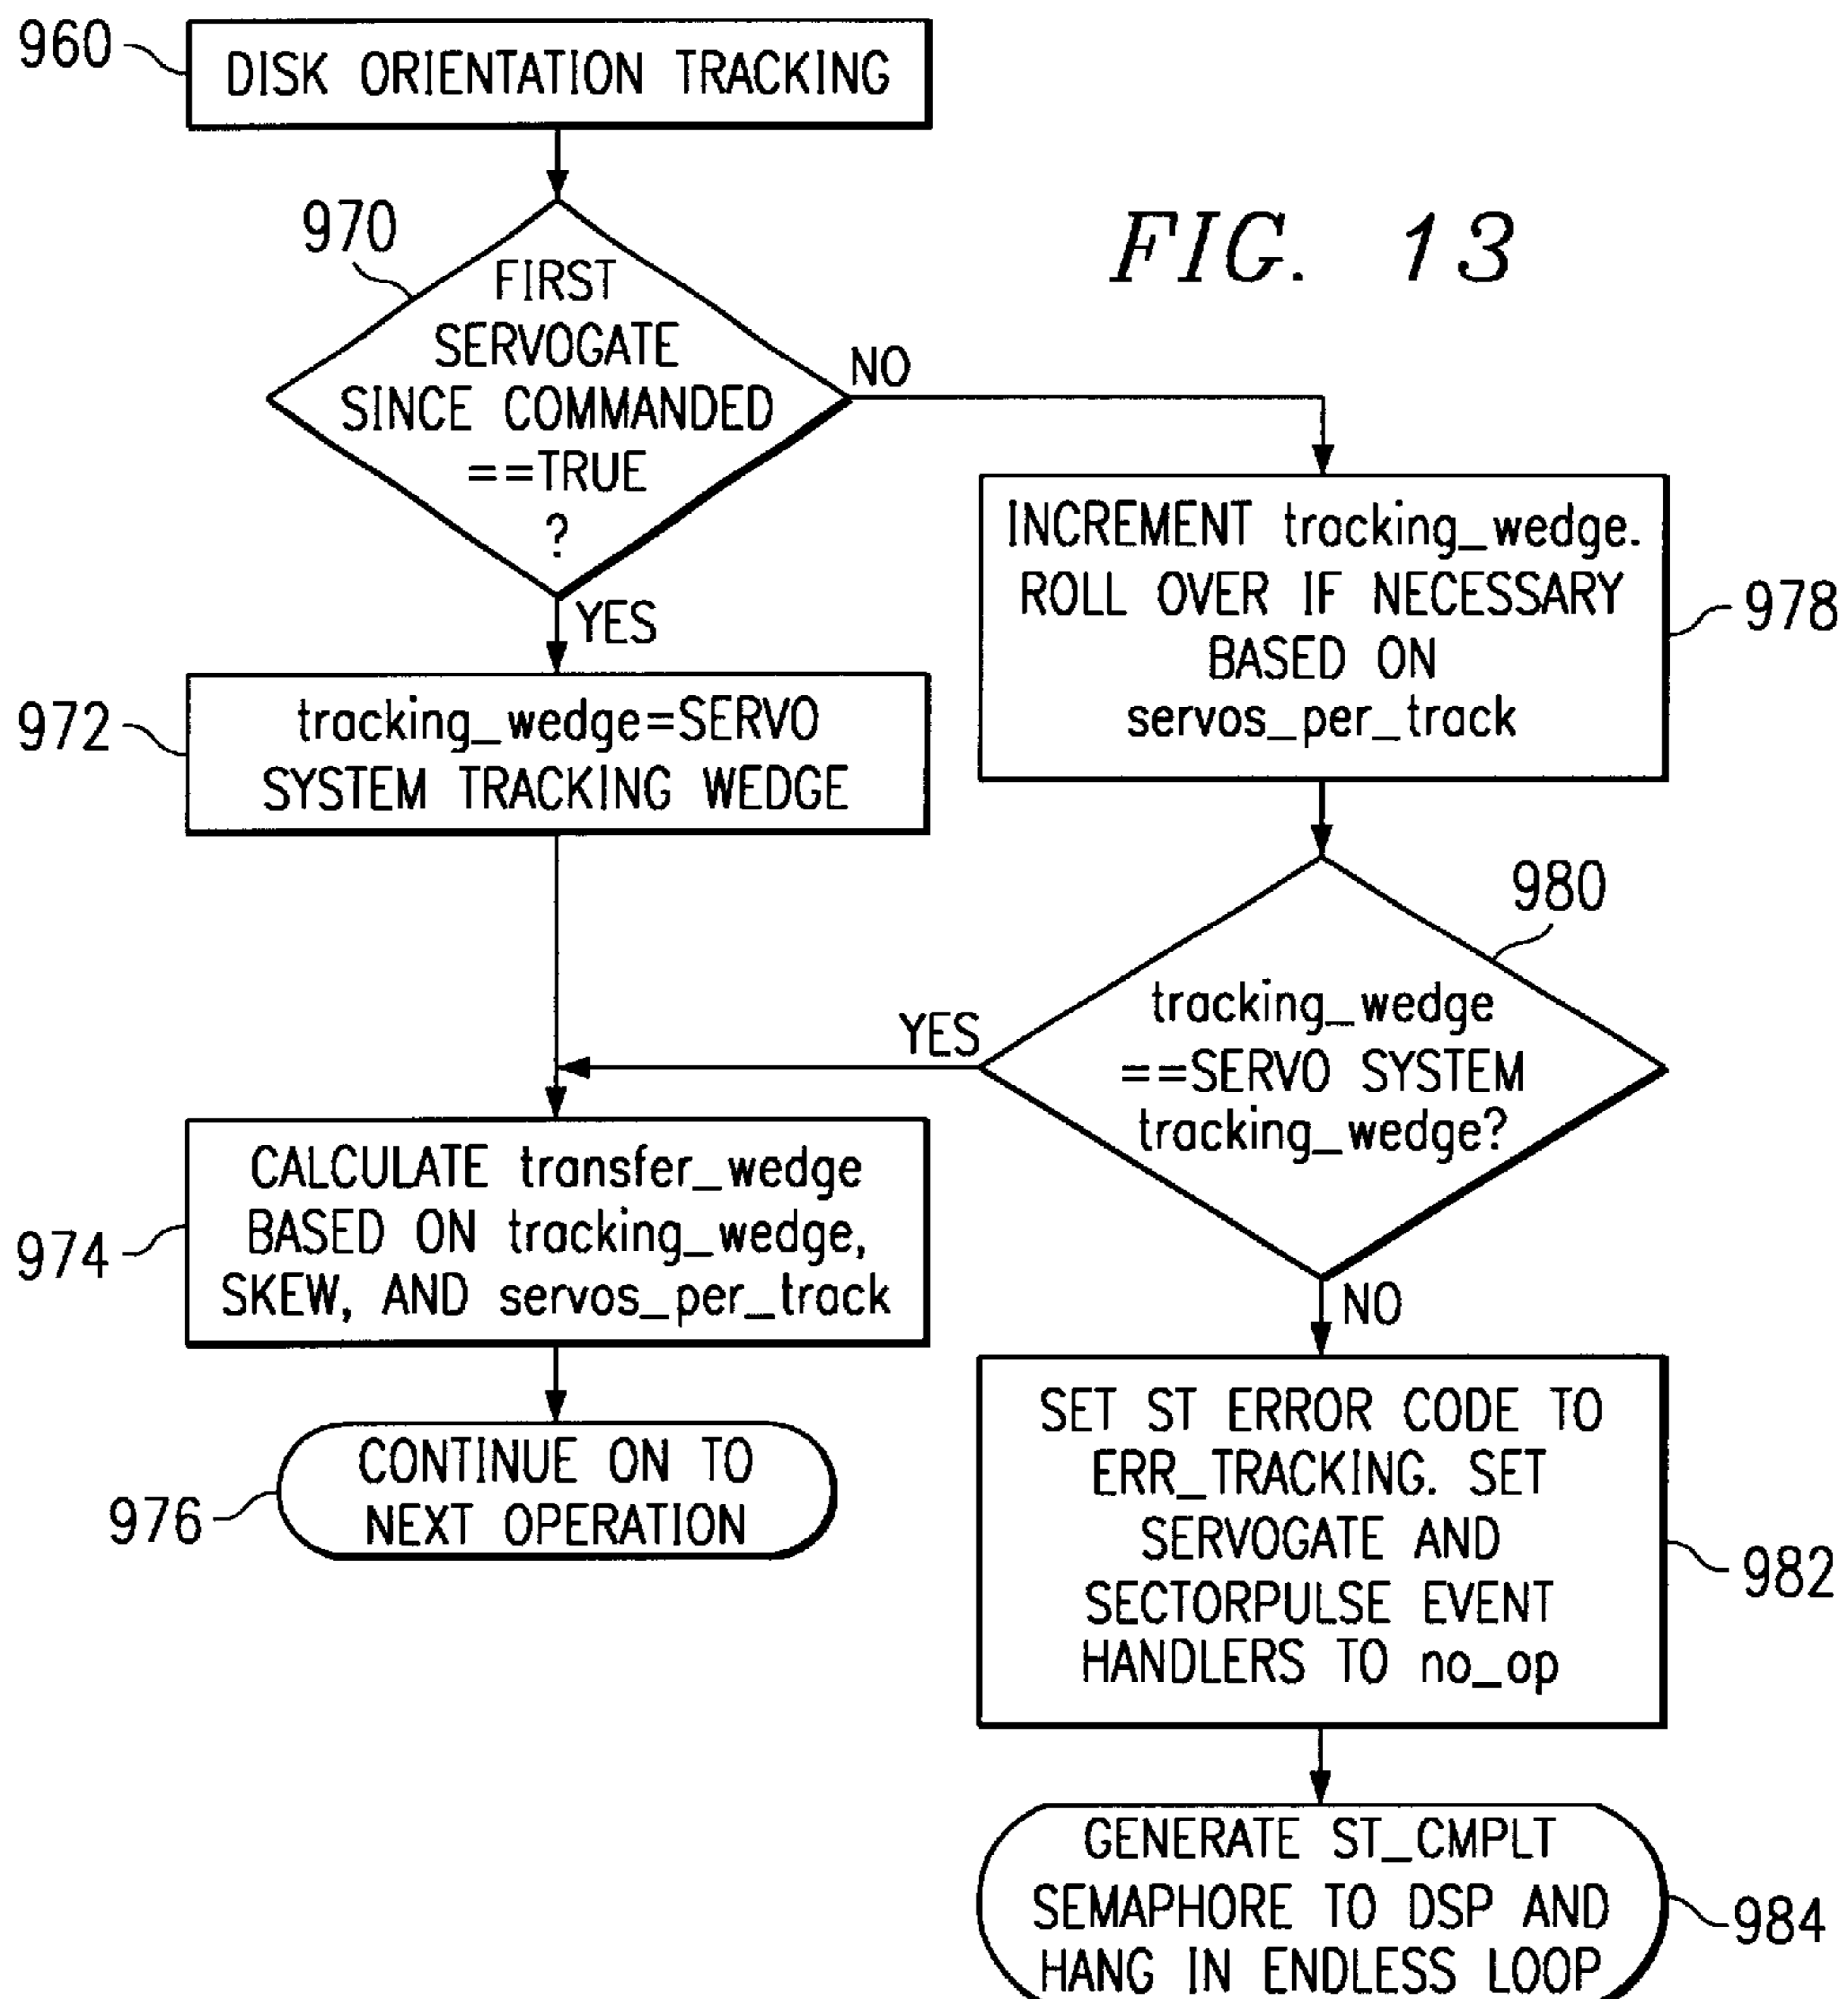 960
DISK ORIENTATION TRACKING
FIG. 13
970
FIRST
SERVOGATE
SINCE COMMANDED
==TRUE
?
NO
YES
972
tracking_wedge=SERVO
SYSTEM TRACKING WEDGE
INCREMENT tracking_wedge.
ROLL OVER IF NECESSARY
BASED ON
servos_per_track
978
980
tracking_wedge
==SERVO SYSTEM
tracking_wedge?
YES
NO
974
CALCULATE transfer_wedge
BASED ON tracking_wedge,
SKEW, AND servos_per_track
976
CONTINUE ON TO
NEXT OPERATION
SET ST ERROR CODE TO
ERR_TRACKING. SET
SERVOGATE AND
SECTORPULSE EVENT
HANDLERS TO no_op
982
GENERATE ST_CMPLT
SEMAPHORE TO DSP AND
HANG IN ENDLESS LOOP
984